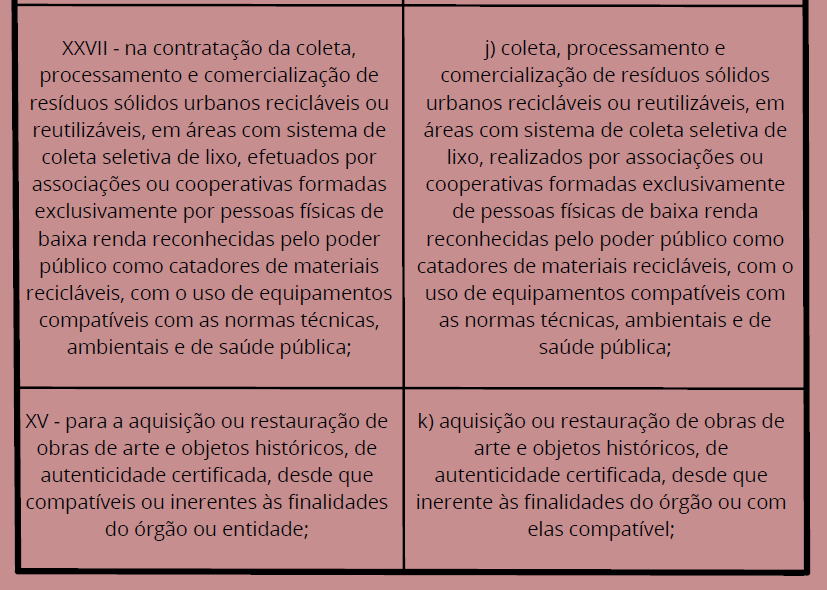 XXVII - na contratação da coleta,
processamento e comercialização de
resíduos sólidos urbanos recicláveis ou
reutilizáveis, em áreas com sistema de
coleta seletiva de lixo, efetuados por
associações ou cooperativas formadas
exclusivamente por pessoas físicas de
baixa renda reconhecidas pelo poder
público como catadores de materiais
recicláveis, com o uso de equipamentos
compatíveis com as normas técnicas,
ambientais e de saúde pública;
j) coleta, processamento e
comercialização de resíduos sólidos
urbanos recicláveis ou reutilizáveis, em
áreas com sistema de coleta seletiva de
lixo, realizados por associações ou
cooperativas formadas exclusivamente
de pessoas físicas de baixa renda
reconhecidas pelo poder público como
catadores de materiais recicláveis, com o
uso de equipamentos compatíveis com
as normas técnicas, ambientais e de
saúde pública;
XV - para a aquisição ou restauração de
obras de arte e objetos históricos, de
autenticidade certificada, desde que
compatíveis ou inerentes às finalidades
do órgão ou entidade;
k) aquisição ou restauração de obras de
arte e objetos históricos, de
autenticidade certificada, desde que
inerente às finalidades do órgão ou com
elas compatível;